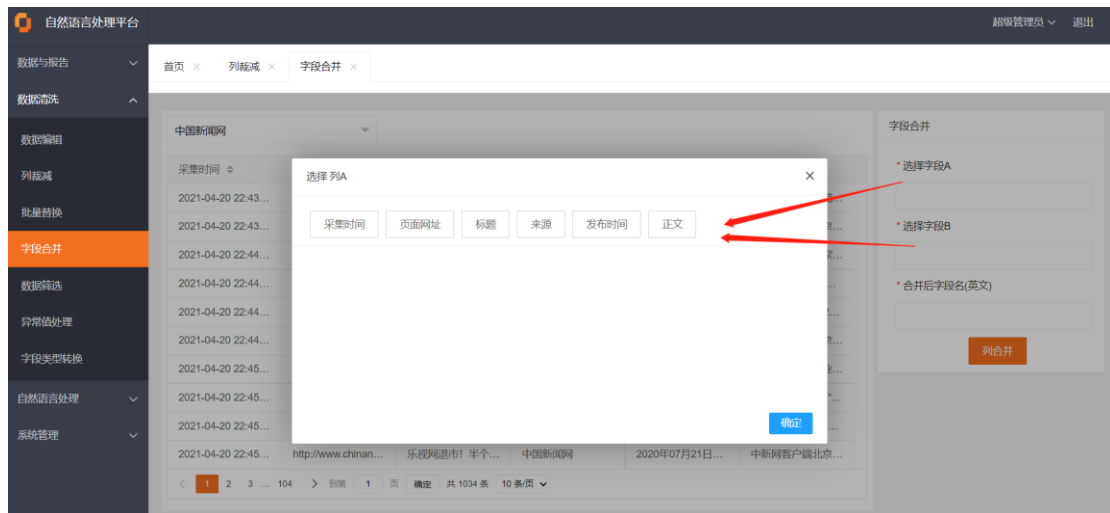 自然语言处理平台
超级管理员 退出
数据与报告
数据清洗
数据编辑
列裁减
批量替换
字段合并
数据筛选
异常值处理
字段类型转换
自然语言处理
系统管理
首页 × 列裁减 × 字段合并 ×
中国新闻网
采集时间
2021-04-20 22:43...
2021-04-20 22:43...
2021-04-20 22:44...
2021-04-20 22:44...
2021-04-20 22:44...
2021-04-20 22:44...
2021-04-20 22:45...
2021-04-20 22:45...
2021-04-20 22:45...
2021-04-20 22:45... http://www.chinan... 乐视网退市！半个... 中国新闻网 2020年07月21日... 中新网客户端北京...
< 1 2 3 ... 104 > 到第 1 页 确定 共 1034 条 10 条/页
选择 列A ×
采集时间 页面网址 标题 来源 发布时间 正文
确定
字段合并
* 选择字段A
* 选择字段B
* 合并后字段名(英文)
列合并